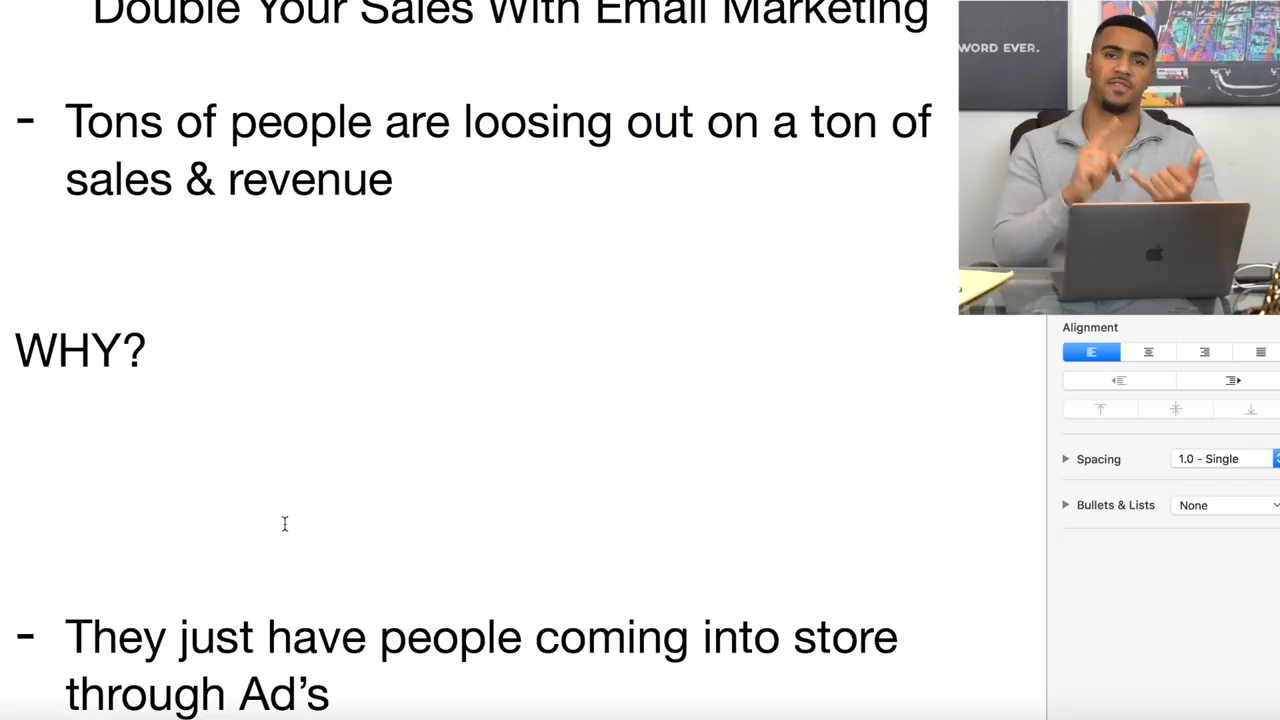 Double Your Sales With Email Marketing
- Tons of people are loosing out on a ton of
sales & revenue
WHY?
- They just have people coming into store
through Ad's
WORD EVER.
Alignment
Spacing
1.0 - Single
Bullets & Lists
None